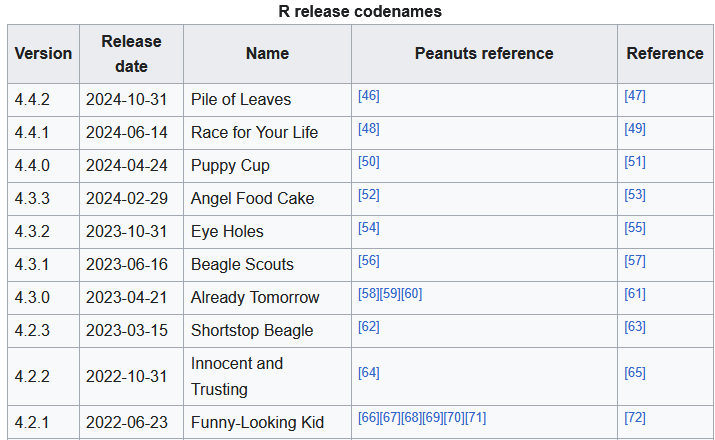 R release codenames
Version Release date Name Peanuts reference Reference
4.4.2 2024-10-31 Pile of Leaves [46] [47]
4.4.1 2024-06-14 Race for Your Life [48] [49]
4.4.0 2024-04-24 Puppy Cup [50] [51]
4.3.3 2024-02-29 Angel Food Cake [52] [53]
4.3.2 2023-10-31 Eye Holes [54] [55]
4.3.1 2023-06-16 Beagle Scouts [56] [57]
4.3.0 2023-04-21 Already Tomorrow [58][59][60] [61]
4.2.3 2023-03-15 Shortstop Beagle [62] [63]
4.2.2 2022-10-31 Innocent and Trusting [64] [65]
4.2.1 2022-06-23 Funny-Looking Kid [66][67][68][69][70][71] [72]